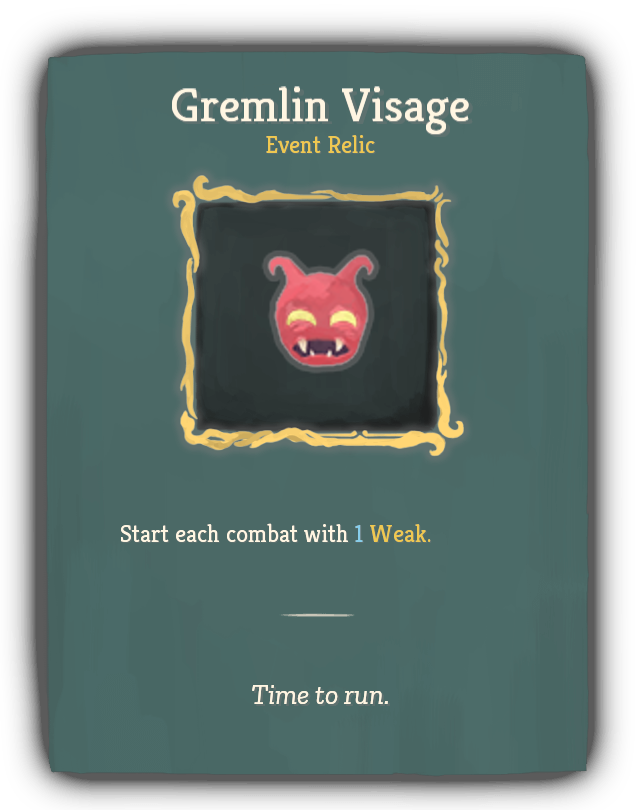 Gremlin Visage
Event Relic
Start each combat with 1 Weak.
Time to run.